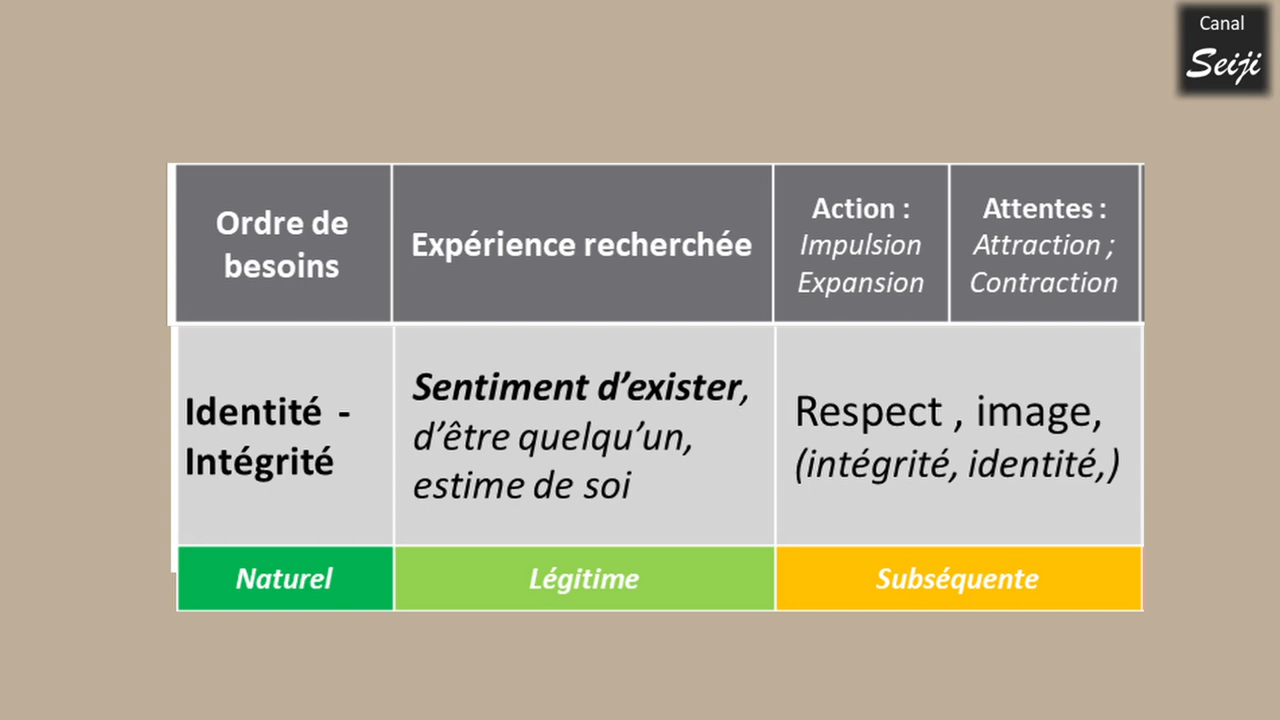 Canal
Seiji
Ordre de
besoins
Expérience recherchée
Action :
Impulsion
Expansion
Attentes :
Attraction ;
Contraction
Identité -
Intégrité
Sentiment d’exister,
d’être quelqu’un,
estime de soi
Respect , image,
(intégrité, identité,)
Naturel
Légitime
Subséquente